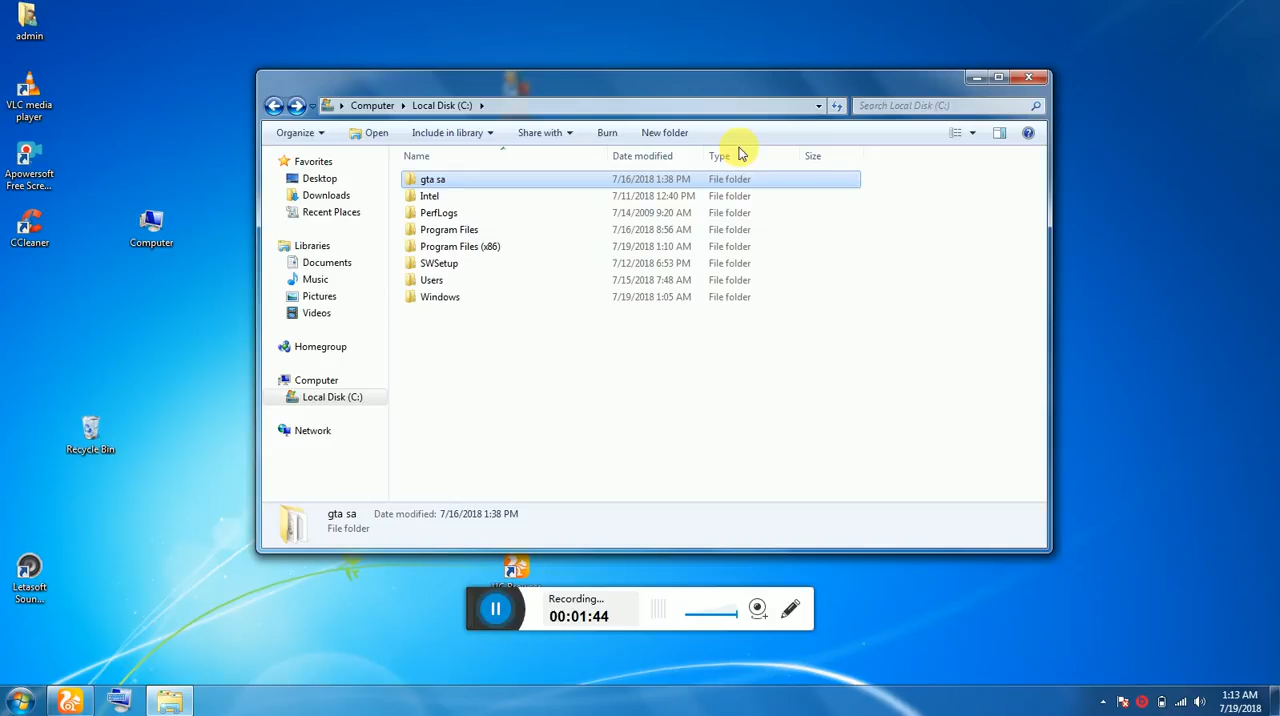 admin
VLC media
player
Apowersoft
Free Scre...
CCleaner
Computer
Recycle Bin
Letasoft
Soun...
Computer
Local Disk (C:)
Search Local Disk (C:)
Organize
Open
Include in library
Share with
Burn
New folder
Favorites
Desktop
Downloads
Recent Places
Libraries
Documents
Music
Pictures
Videos
Homegroup
Computer
Local Disk (C:)
Network
Name Date modified Type Size
gta sa 7/16/2018 1:38 PM File folder
Intel 7/11/2018 12:40 PM File folder
PerfLogs 7/14/2009 9:20 AM File folder
Program Files 7/16/2018 8:56 AM File folder
Program Files (x86) 7/19/2018 1:10 AM File folder
SWSetup 7/12/2018 6:53 PM File folder
Users 7/15/2018 7:48 AM File folder
Windows 7/19/2018 1:05 AM File folder
gta sa Date modified: 7/16/2018 1:38 PM
File folder
Recording...
00:01:44
1:13 AM
7/19/2018